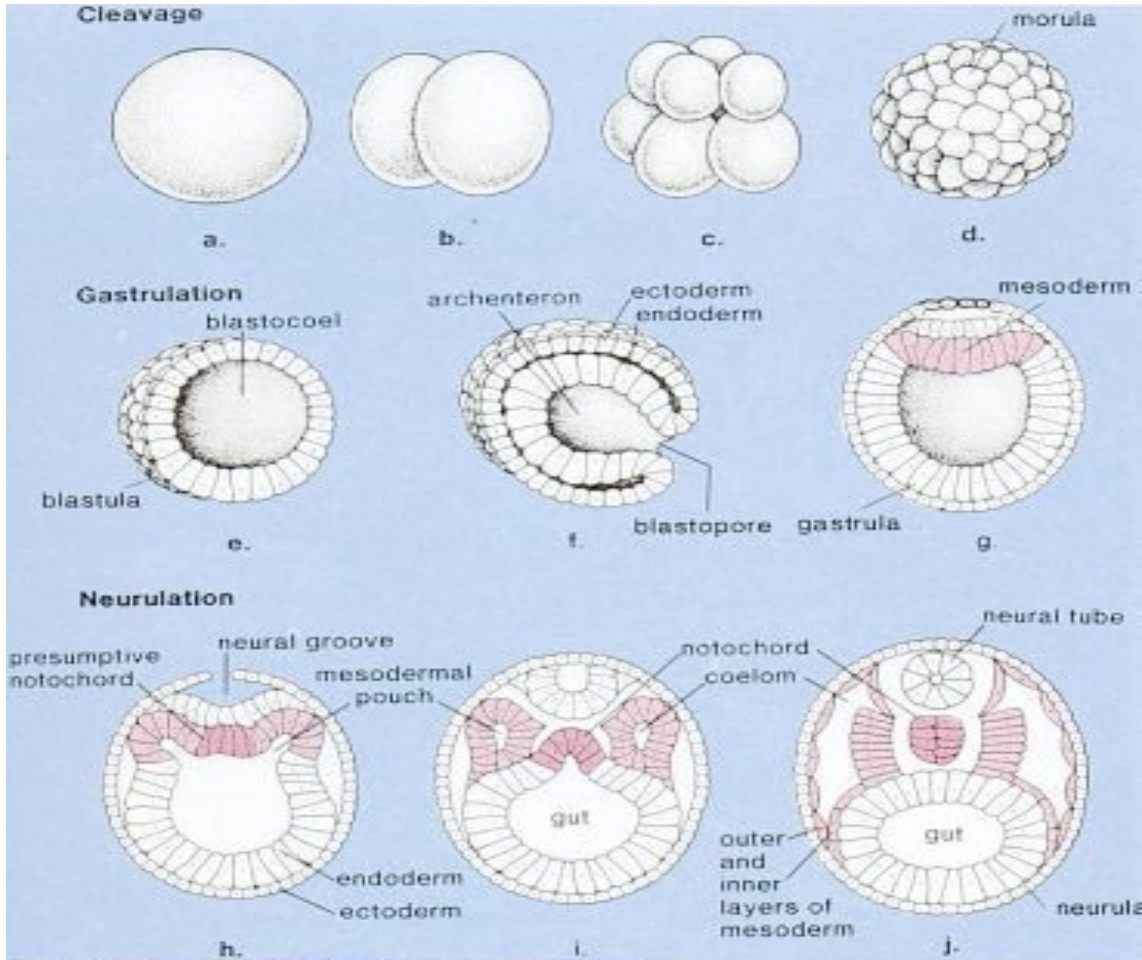 Cleavage
morula
a.
b.
c.
d.
Gastrulation
blastocoel
archenteron
ectoderm
endoderm
mesoderm
blastula
blastopore
gastrula
e.
f.
g.
Neurulation
presumptive
notochord
neural groove
mesodermal
pouch
notochord
coelom
neural tube
gut
gut
endoderm
ectoderm
outer
and
inner
layers of
mesoderm
neurula
h.
i.
j.